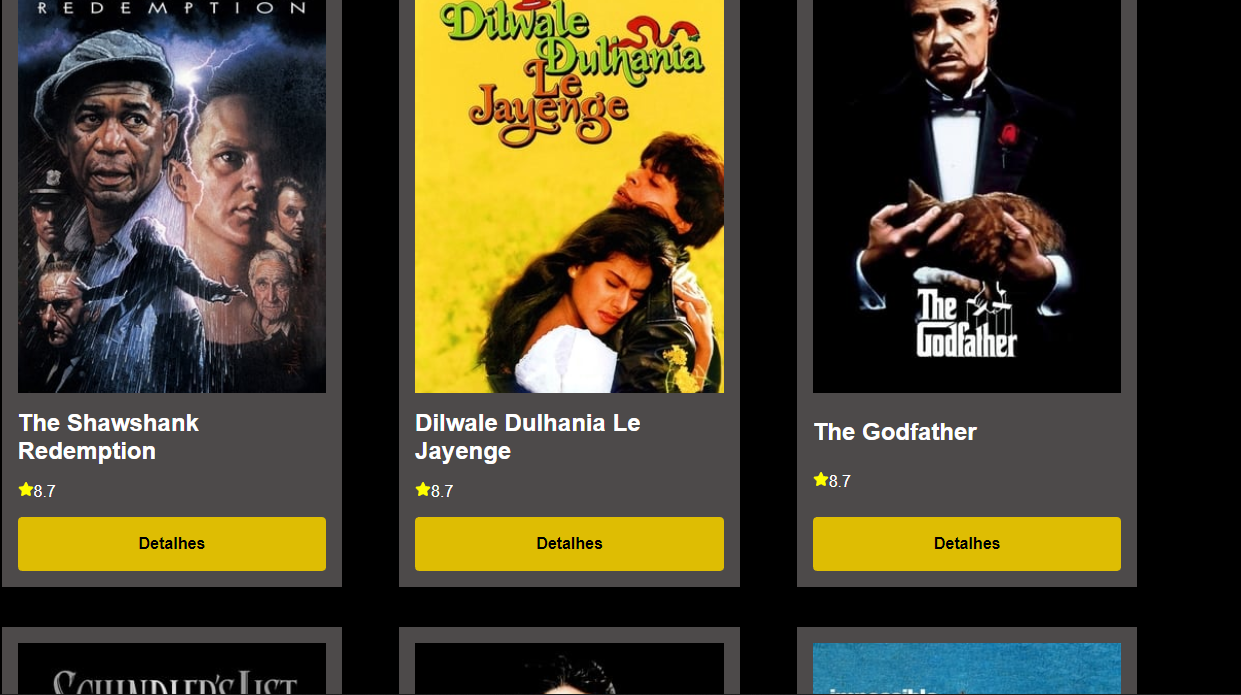 REDEMPTION
Dilwale
Dulhania
Le
Jayenge
The
Godfather
The Shawshank
Redemption
8.7
Detalhes
Dilwale Dulhania Le
Jayenge
8.7
Detalhes
The Godfather
8.7
Detalhes
SCHINDLER'S LIST
impossible